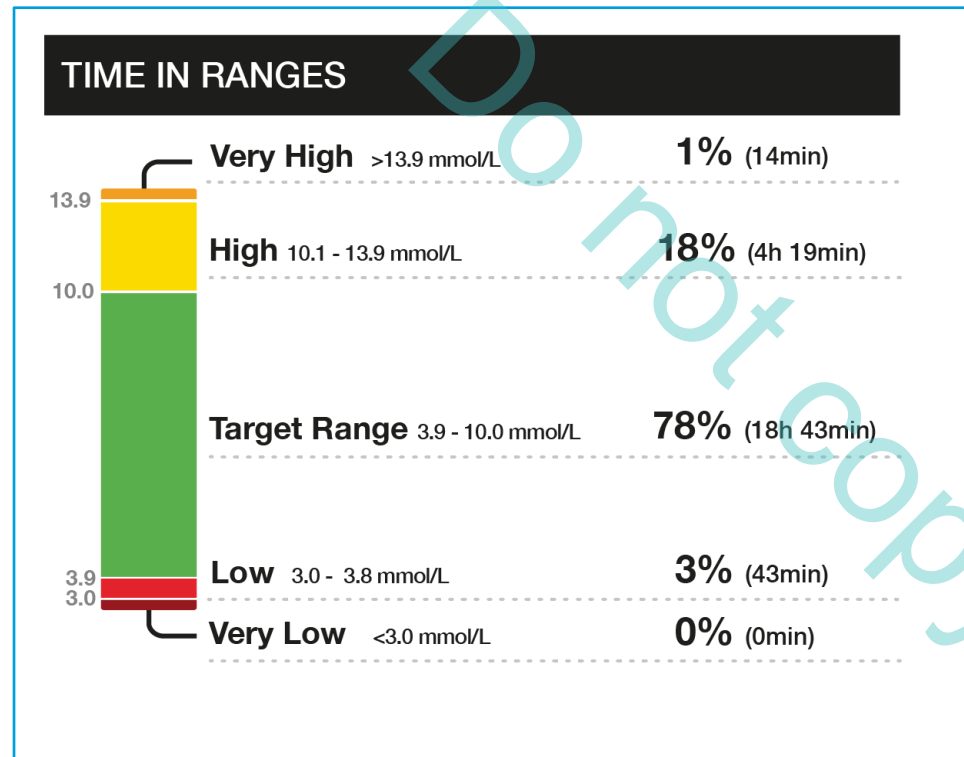 TIME IN RANGES
Very High >13.9 mmol/L 1% (14min)
13.9
High 10.1 - 13.9 mmol/L 18% (4h 19min)
10.0
Target Range 3.9 - 10.0 mmol/L 78% (18h 43min)
3.9
Low 3.0 - 3.8 mmol/L 3% (43min)
3.0
Very Low <3.0 mmol/L 0% (0min)
Do not copy